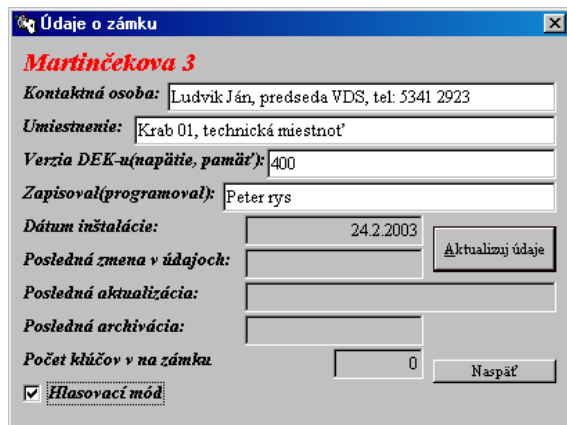 Údaje o zámku
Martinčekova 3
Kontaktná osoba: Ludvik Ján, predseda VDS, tel: 5341 2923
Umiestnenie: Krab 01, technická miestnoť
Verzia DEK-u(napätie, pamäť): 400
Zapisoval(programoval): Peter rys
Dátum inštalácie: 24.2.2003
Aktualizuj údaje
Posledná zmena v údajoch:
Posledná aktualizácia:
Posledná archivácia:
Počet klúčov v na zámku 0
Naspäť
Hlasovací mód